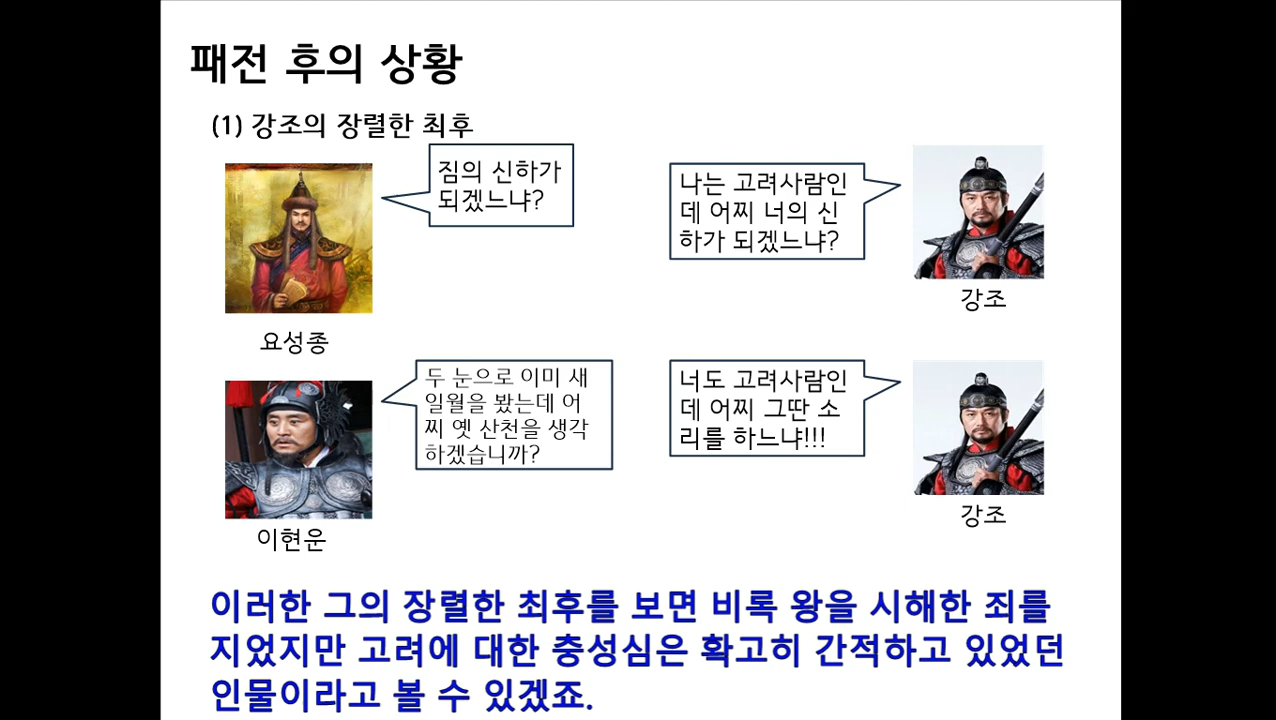 패전 후의 상황
(1) 강조의 장렬한 최후
짐의 신하가
되겠느냐?
나는 고려사람인
데 어찌 너의 신
하가 되겠느냐?
요성종
강조
두 눈으로 이미 새
일월을 봤는데 어
찌 옛 산천을 생각
하겠습니까?
너도 고려사람인
데 어찌 그딴 소
리를 하느냐!!!
이현운
강조
이러한 그의 장렬한 최후를 보면 비록 왕을 시해한 죄를
지었지만 고려에 대한 충성심은 확고히 간적하고 있었던
인물이라고 볼 수 있겠죠.